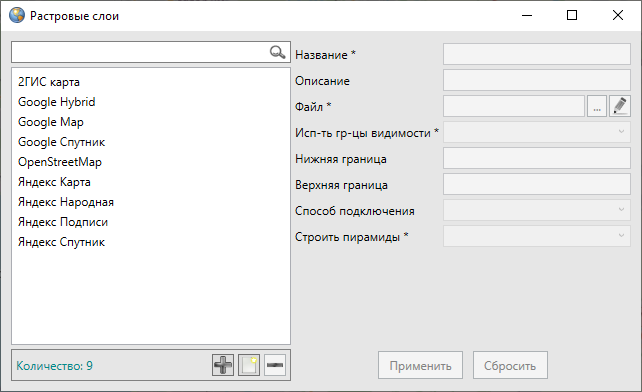 Растровые слои
2ГИС карта
Google Hybrid
Google Map
Google Спутник
OpenStreetMap
Яндекс Карта
Яндекс Народная
Яндекс Подписи
Яндекс Спутник
Количество: 9
Название *
Описание
Файл *
...
Исп-ть гр-цы видимости *
Нижняя граница
Верхняя граница
Способ подключения
Строить пирамиды *
Применить
Сбросить